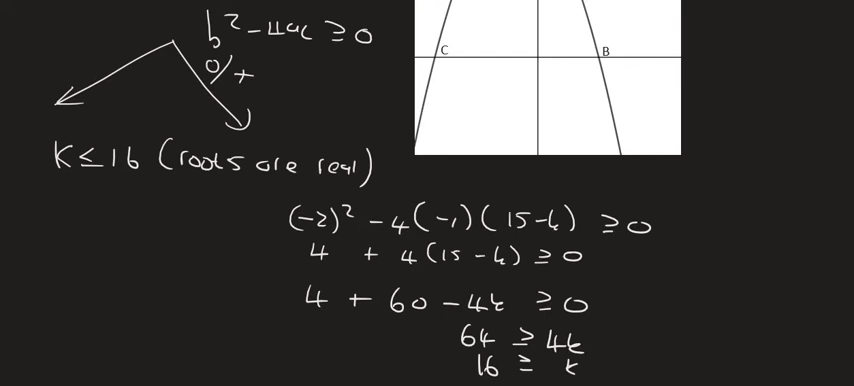 b² - 4ac ≥ 0
0/+
C
B
K ≤ 16 (roots are real)
(-2)² - 4(-1)(15-k) ≥ 0
4 + 4(15-k) ≥ 0
4 + 60 - 4k ≥ 0
64 ≥ 4k
16 ≥ k